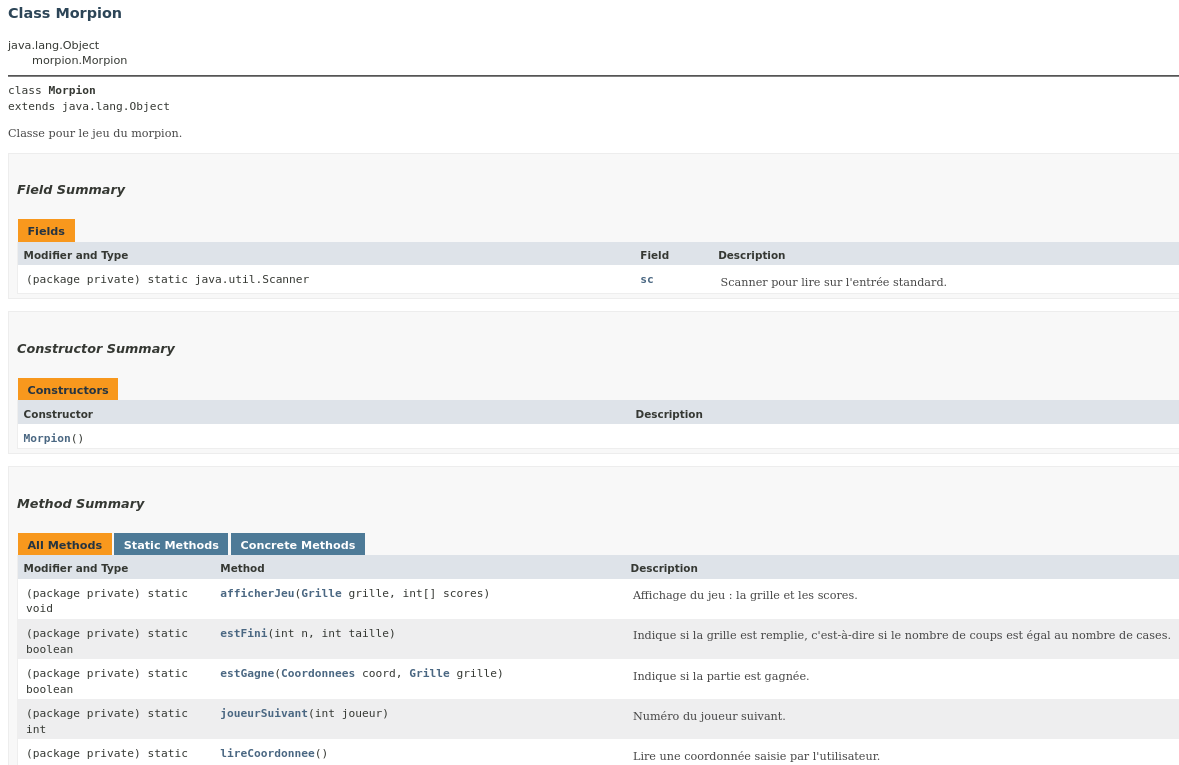 Class Morpion
java.lang.Object
morpion.Morpion
class Morpion
extends java.lang.Object
Classe pour le jeu du morpion.
Field Summary
Fields
Modifier and Type Field Description
(package private) static java.util.Scanner sc Scanner pour lire sur l'entrée standard.
Constructor Summary
Constructors
Constructor Description
Morpion()
Method Summary
All Methods Static Methods Concrete Methods
Modifier and Type Method Description
(package private) static afficherJeu(Grille grille, int[] scores) Affichage du jeu : la grille et les scores.
void
(package private) static estFini(int n, int taille) Indique si la grille est remplie, c'est-à-dire si le nombre de coups est égal au nombre de cases.
boolean
(package private) static estGagne(Coordonnees coord, Grille grille) Indique si la partie est gagnée.
boolean
(package private) static joueurSuivant(int joueur) Numéro du joueur suivant.
int
(package private) static lireCoordonnee() Lire une coordonnée saisie par l'utilisateur.